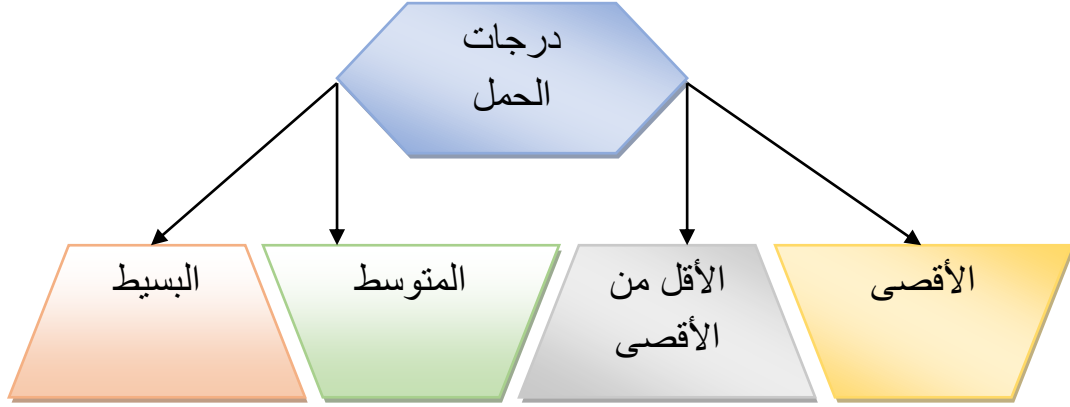 درجات
الحمل
الأقصى
الأقل من
الأقصى
المتوسط
البسيط